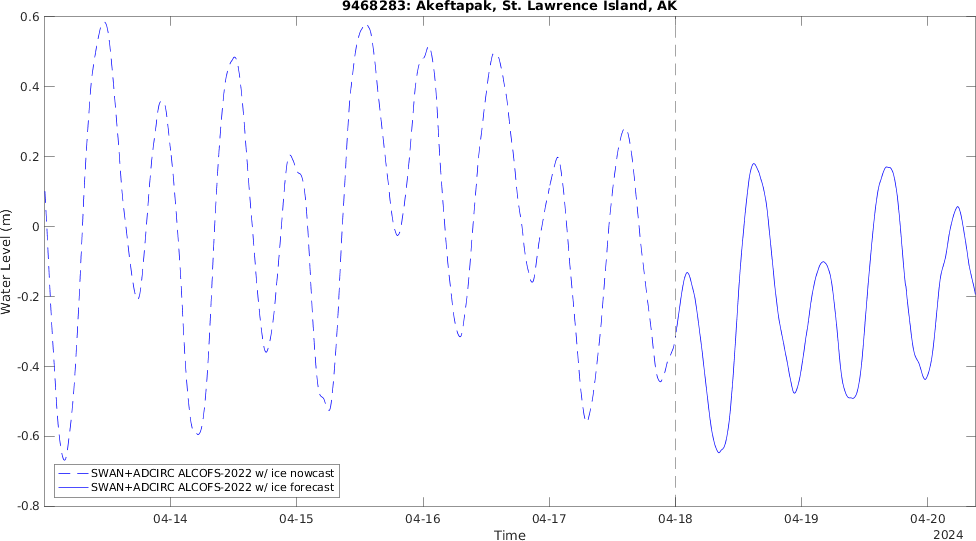 9468283: Akeftapak, St. Lawrence Island, AK
0.6
0.4
0.2
0
-0.2
-0.4
-0.6
-0.8
Water Level (m)
SWAN+ADCIRC ALCOFS-2022 w/ ice nowcast
SWAN+ADCIRC ALCOFS-2022 w/ ice forecast
04-14 04-15 04-16 04-17 04-18 04-19 04-20
Time
2024